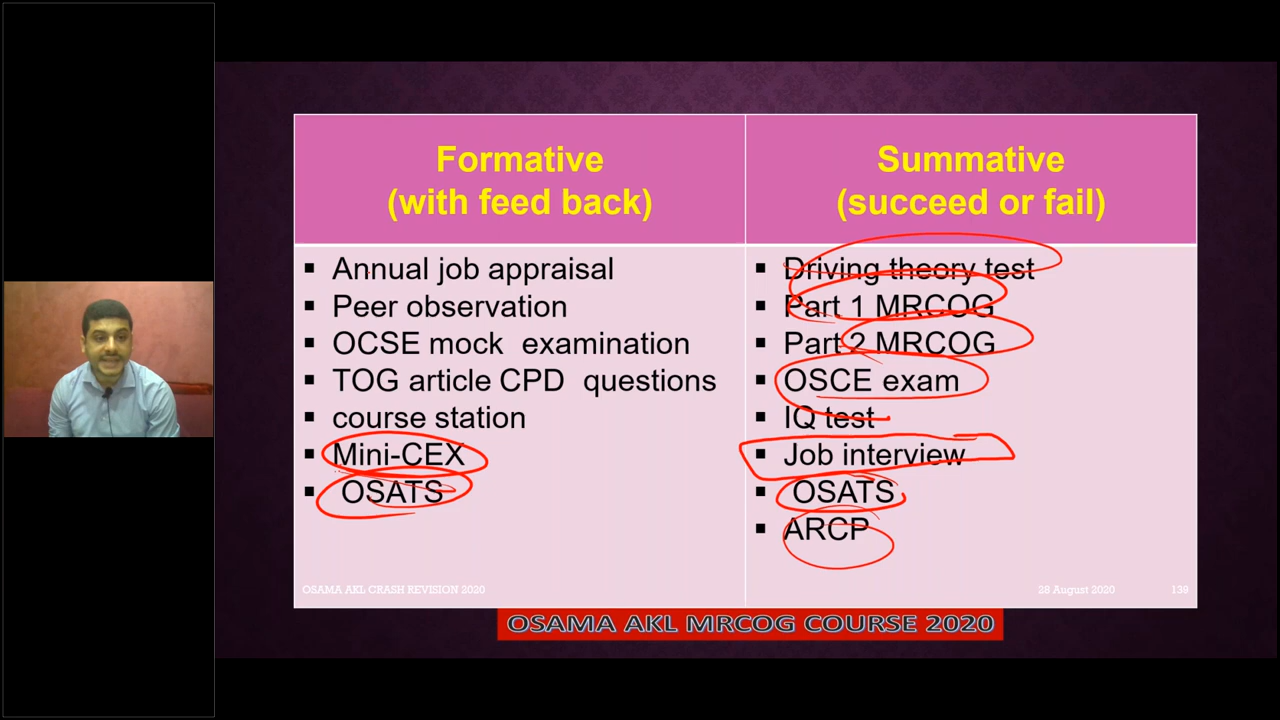 Formative
(with feed back)
Summative
(succeed or fail)
▪ Annual job appraisal
▪ Peer observation
▪ OCSE mock examination
▪ TOG article CPD questions
▪ course station
▪ Mini-CEX
▪ OSATS
▪ Driving theory test
▪ Part 1 MRCOG
▪ Part 2 MRCOG
▪ OSCE exam
▪ IQ test
▪ Job interview
▪ OSATS
▪ ARCP
OSAMA AKL CRASH REVISION 2020
28 August 2020
139
OSAMA AKL MRCOG COURSE 2020